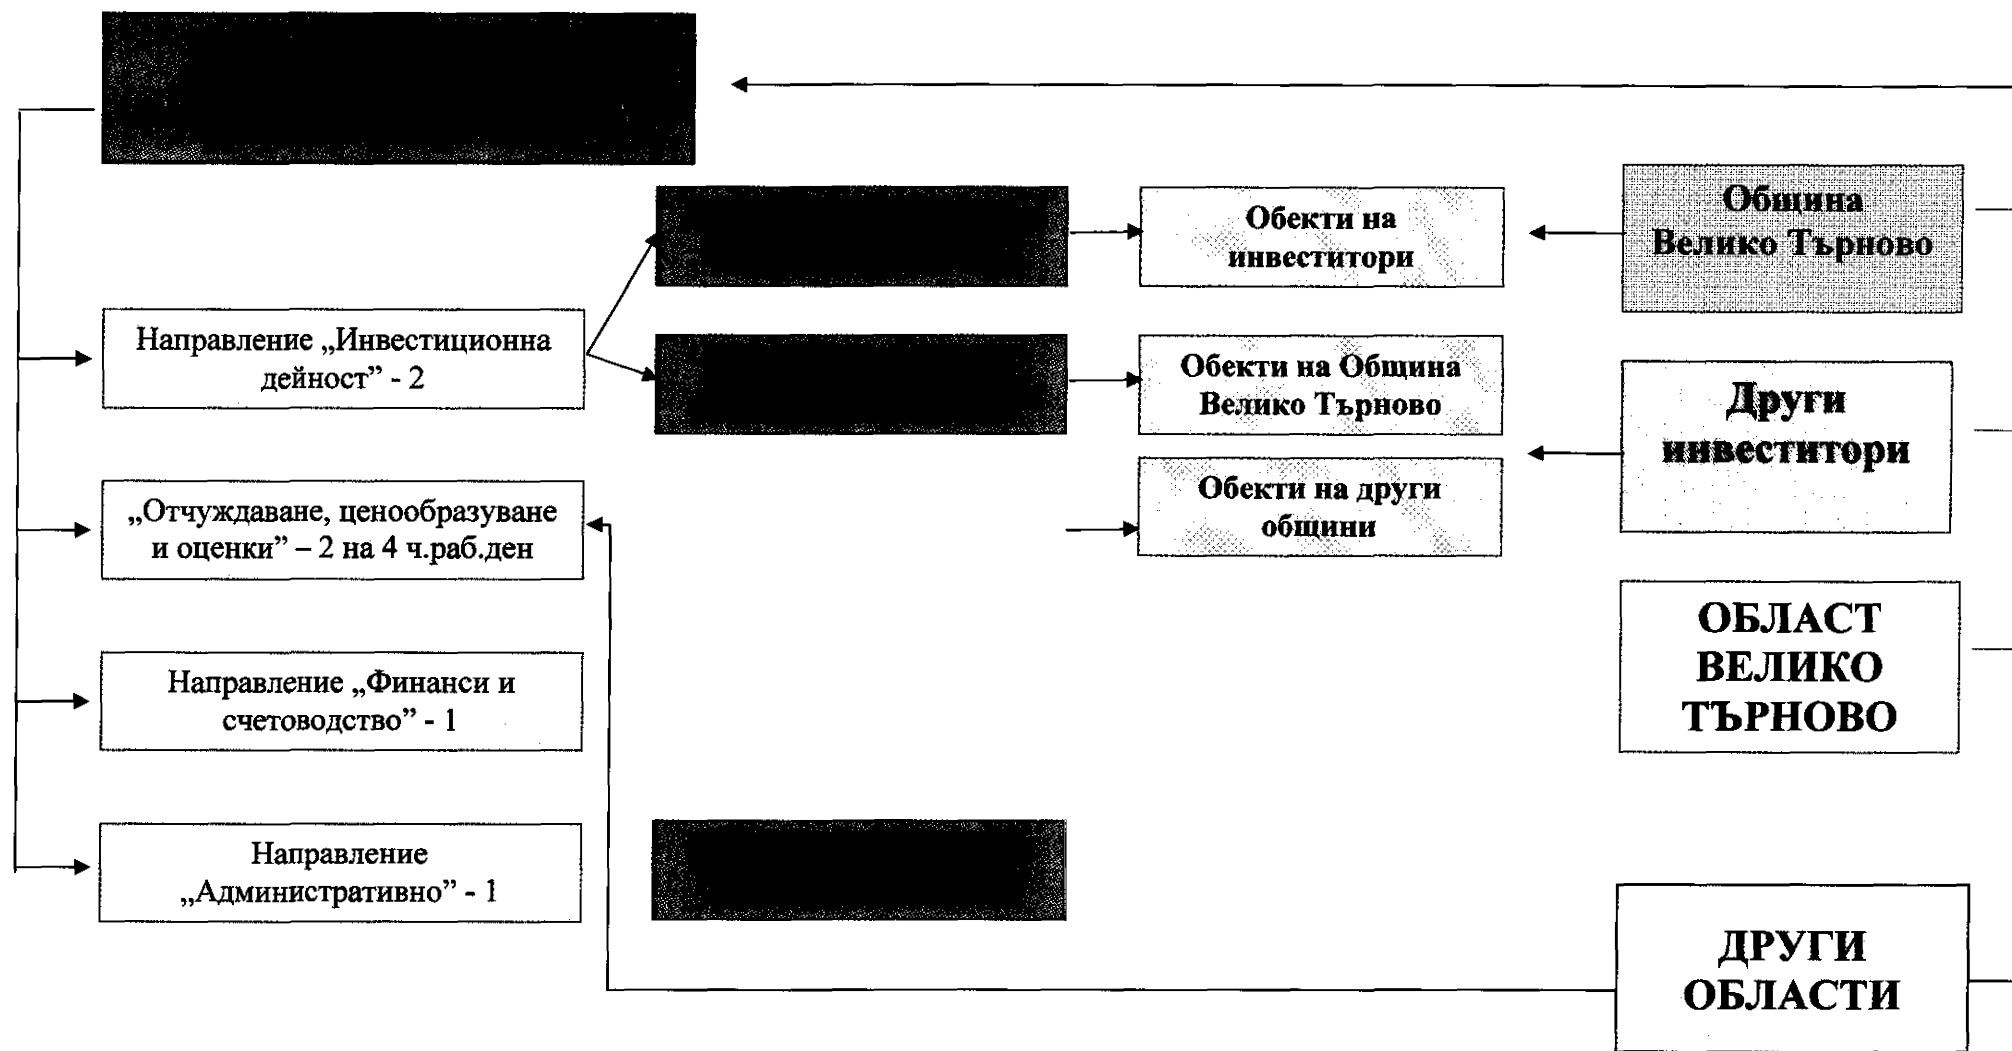 Обекти на
инвеститори
Община
Велико Търново
Направление „Инвестиционна
дейност” - 2
Обекти на Община
Велико Търново
Други
инвеститори
„Отчуждаване, ценообразуване
и оценки” – 2 на 4 ч.раб.ден
Обекти на други
общини
ОБЛАСТ
ВЕЛИКО
ТЪРНОВО
Направление „Финанси и
счетоводство” - 1
Направление
„Административно” - 1
ДРУГИ
ОБЛАСТИ